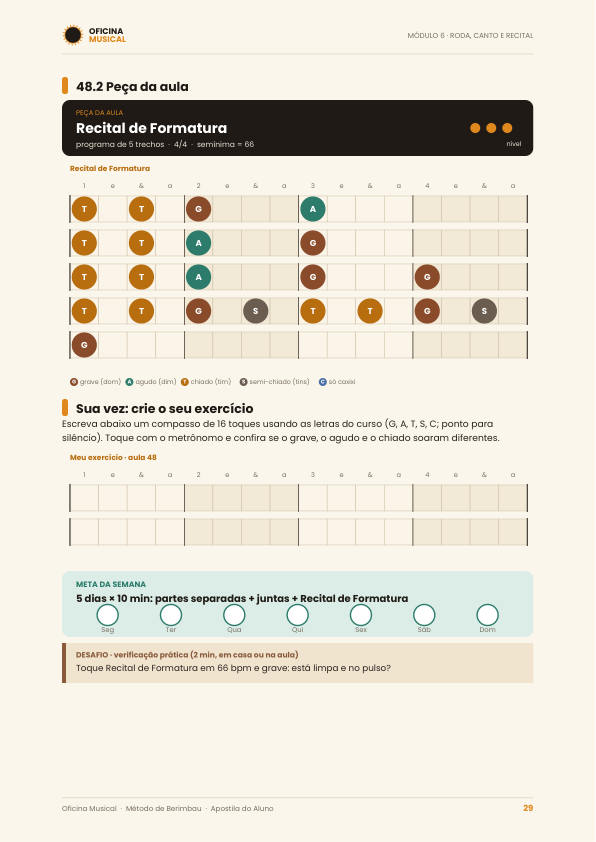 OFICINA
MUSICAL
MÓDULO 6 · RODA, CANTO E RECITAL
48.2 Peça da aula
PEÇA DA AULA
Recital de Formatura
programa de 5 trechos · 4/4 · semínima = 66
nível
Recital de Formatura
1 e & a 2 e & a 3 e & a 4 e & a
T T G A
T T A G
T T A G G
T T G S T T G S
G
G grave (dom) A agudo (dim) T chiado (tim) S semi-chiado (tins) C só caxixi
Sua vez: crie o seu exercício
Escreva abaixo um compasso de 16 toques usando as letras do curso (G, A, T, S, C; ponto para
silêncio). Toque com o metrônomo e confira se o grave, o agudo e o chiado soaram diferentes.
Meu exercício · aula 48
1 e & a 2 e & a 3 e & a 4 e & a
META DA SEMANA
5 dias × 10 min: partes separadas + juntas + Recital de Formatura
Seg Ter Qua Qui Sex Sáb Dom
DESAFIO · verificação prática (2 min, em casa ou na aula)
Toque Recital de Formatura em 66 bpm e grave: está limpa e no pulso?
Oficina Musical · Método de Berimbau · Apostila do Aluno
29